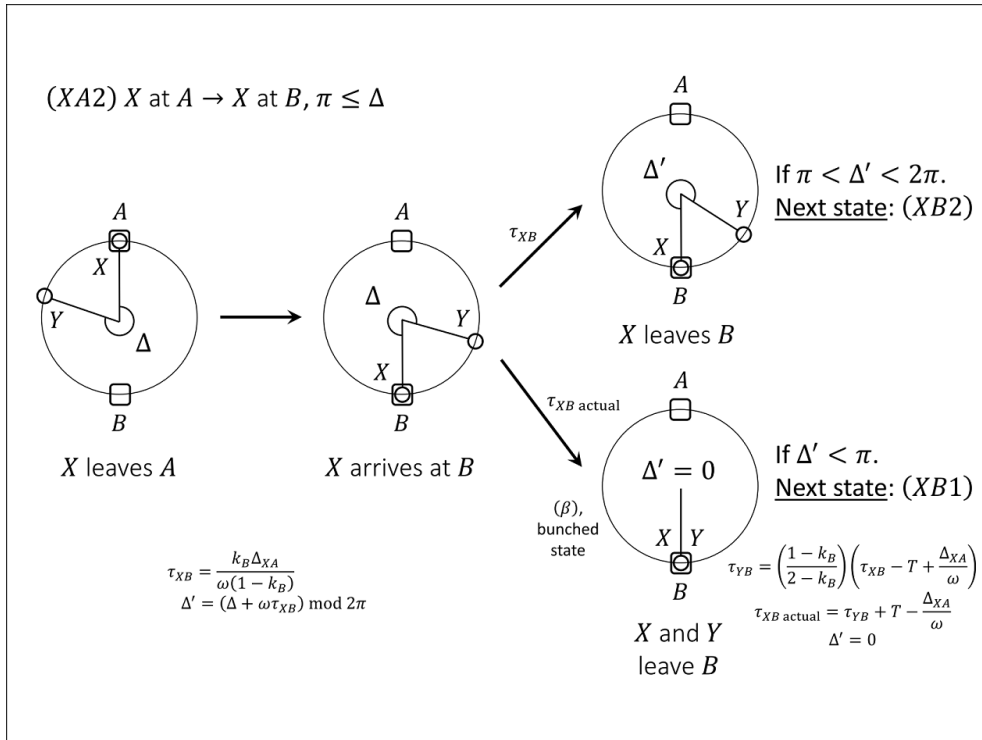 (XA2) X at A → X at B, π ≤ Δ
A
X
Y
Δ
B
X leaves A
A
Δ
Y
X
B
X arrives at B
τ_XB
τ_XB actual
A
Δ′
Y
X
B
X leaves B
If π < Δ′ < 2π.
Next state: (XB2)
A
Δ′ = 0
(β),
bunched
state
X Y
B
X and Y
leave B
If Δ′ < π.
Next state: (XB1)
τ_XB = k_BΔ_XA / ω(1 − k_B)
Δ′ = (Δ + ωτ_XB) mod 2π
τ_YB = ((1 − k_B) / (2 − k_B)) (τ_XB − T + Δ_XA / ω)
τ_XB actual = τ_YB + T − Δ_XA / ω
Δ′ = 0